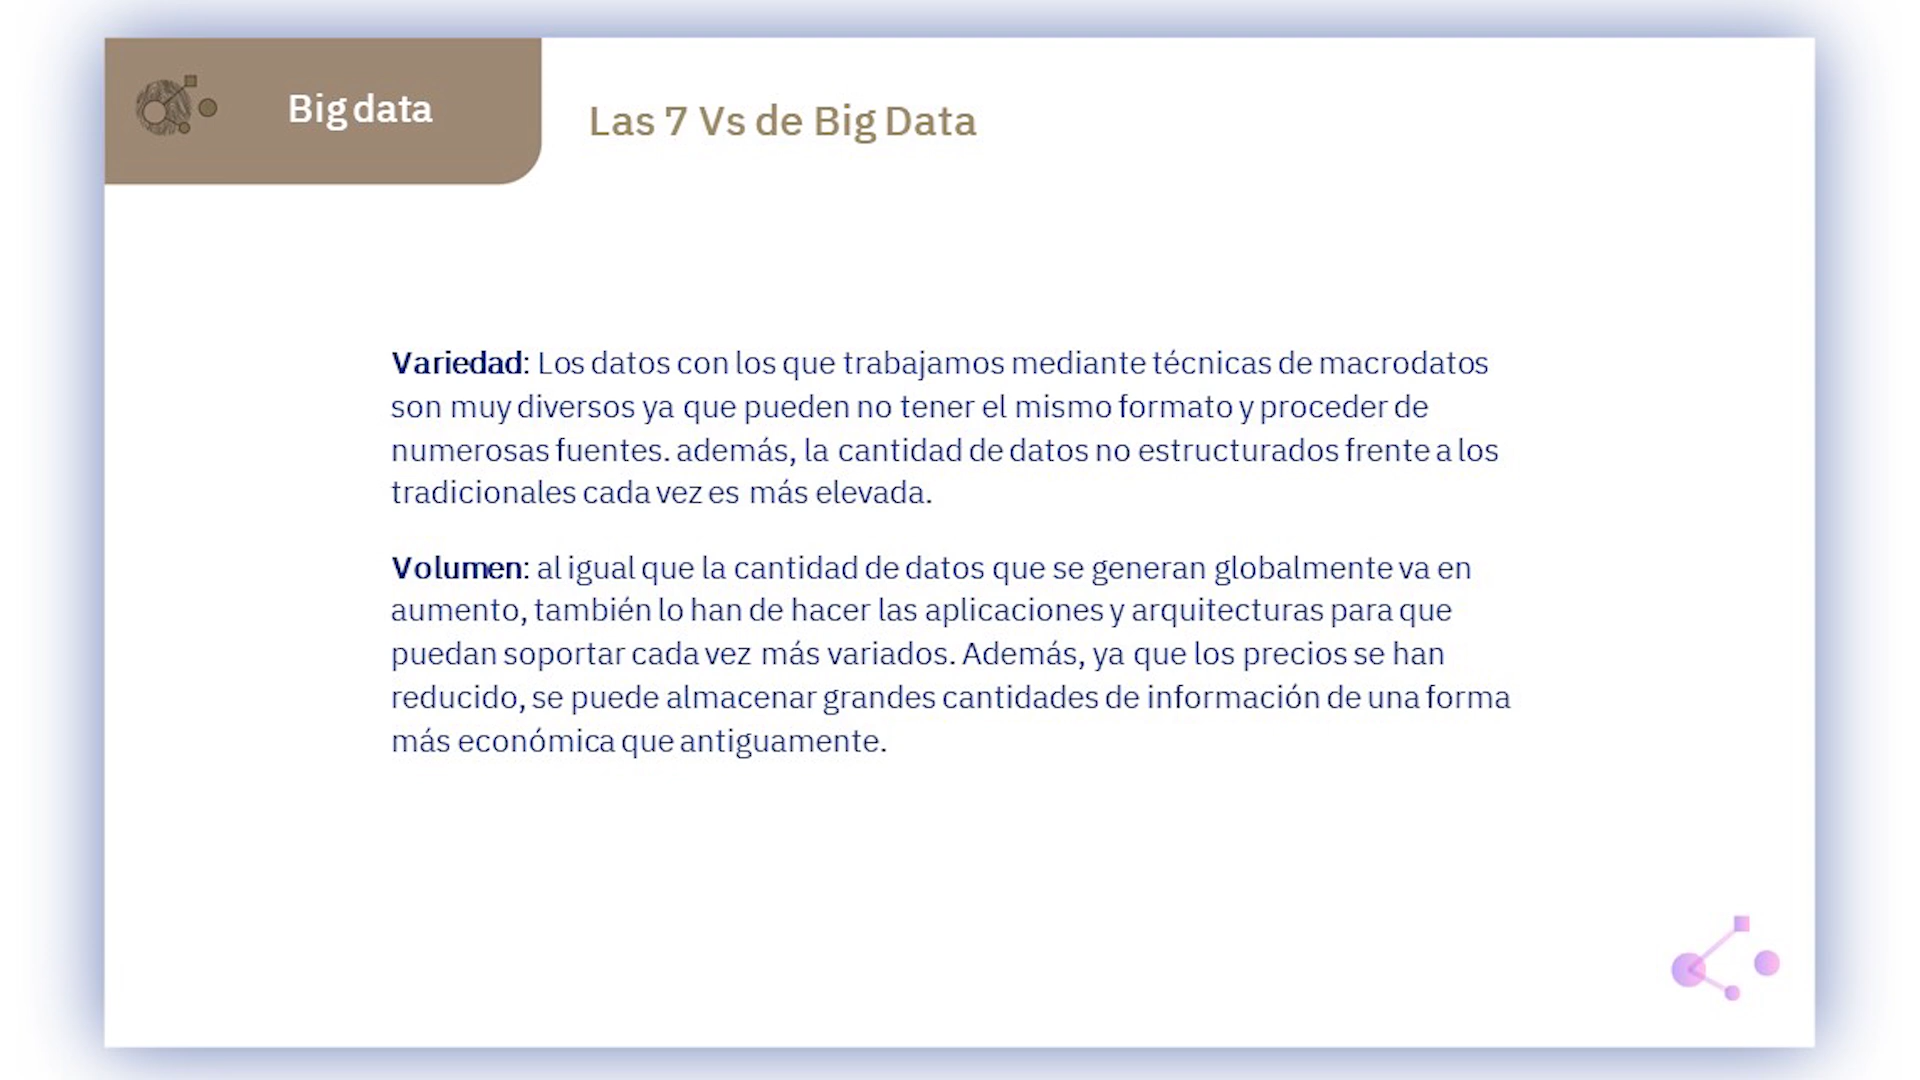 Big data
Las 7 Vs de Big Data
Variedad: Los datos con los que trabajamos mediante técnicas de macrodatos
son muy diversos ya que pueden no tener el mismo formato y proceder de
numerosas fuentes. además, la cantidad de datos no estructurados frente a los
tradicionales cada vez es más elevada.
Volumen: al igual que la cantidad de datos que se generan globalmente va en
aumento, también lo han de hacer las aplicaciones y arquitecturas para que
puedan soportar cada vez más variados. Además, ya que los precios se han
reducido, se puede almacenar grandes cantidades de información de una forma
más económica que antiguamente.